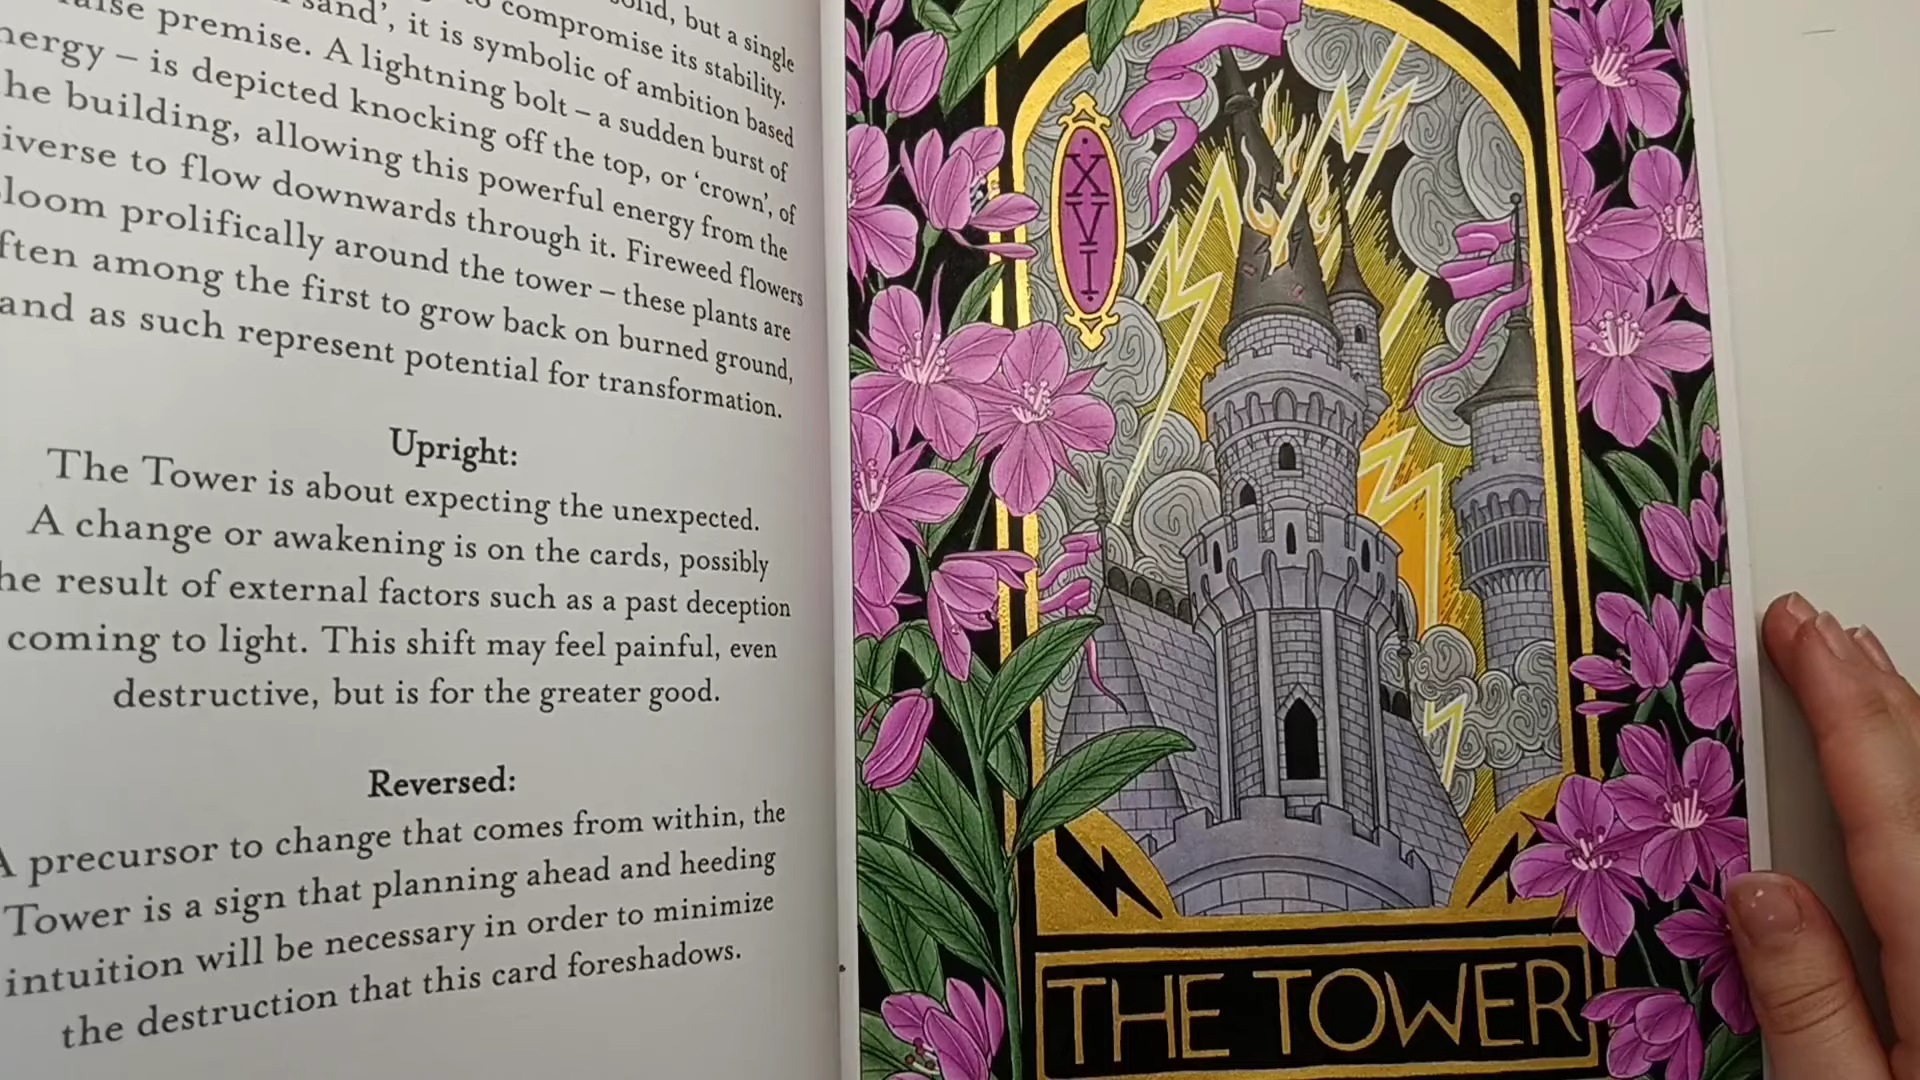 solid, but a single
to compromise its stability.
sand', it is symbolic of ambition based
premise. A lightning bolt – a sudden burst of
– is depicted knocking off the top, or 'crown', of
building, allowing this powerful energy from the
to flow downwards through it. Fireweed flowers
prolifically around the tower – these plants are
among the first to grow back on burned ground,
and as such represent potential for transformation.
Upright:
The Tower is about expecting the unexpected.
A change or awakening is on the cards, possibly
result of external factors such as a past deception
coming to light. This shift may feel painful, even
destructive, but is for the greater good.
Reversed:
A precursor to change that comes from within, the
Tower is a sign that planning ahead and heeding
intuition will be necessary in order to minimize
the destruction that this card foreshadows.
XVI
THE TOWER